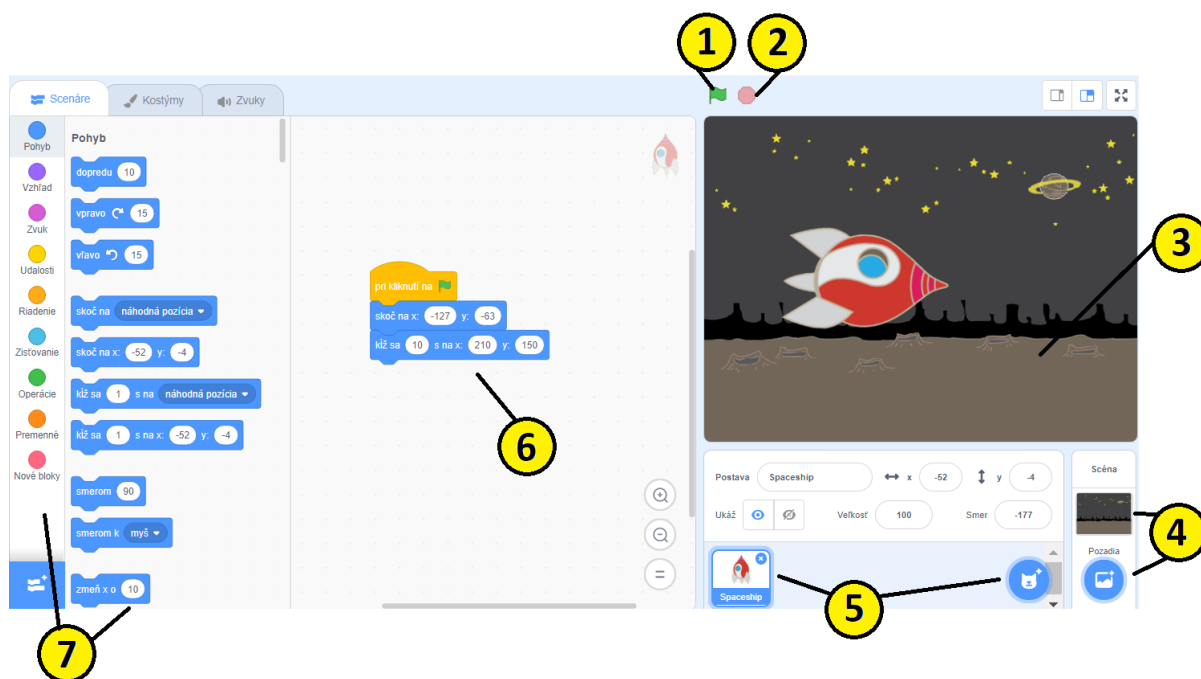 1
2
Scenáre
Kostýmy
Zvuky
Pohyb
Vzhľad
Zvuk
Udalosti
Riadenie
Zisťovanie
Operácie
Premenné
Nové bloky
Pohyb
dopredu 10
vpravo 15
vľavo 15
skoč na náhodná pozícia
skoč na x: -52 y: -4
kĺž sa 1 s na náhodná pozícia
kĺž sa 1 s na x: -52 y: -4
smerom 90
smerom k myš
zmeň x o 10
7
pri kliknutí na
skoč na x: -127 y: -63
kĺž sa 10 s na x: 210 y: 150
6
3
Postava Spaceship x -52 y -4
Ukáž Veľkosť 100 Smer -177
Spaceship
5
Scéna
4
Pozadia